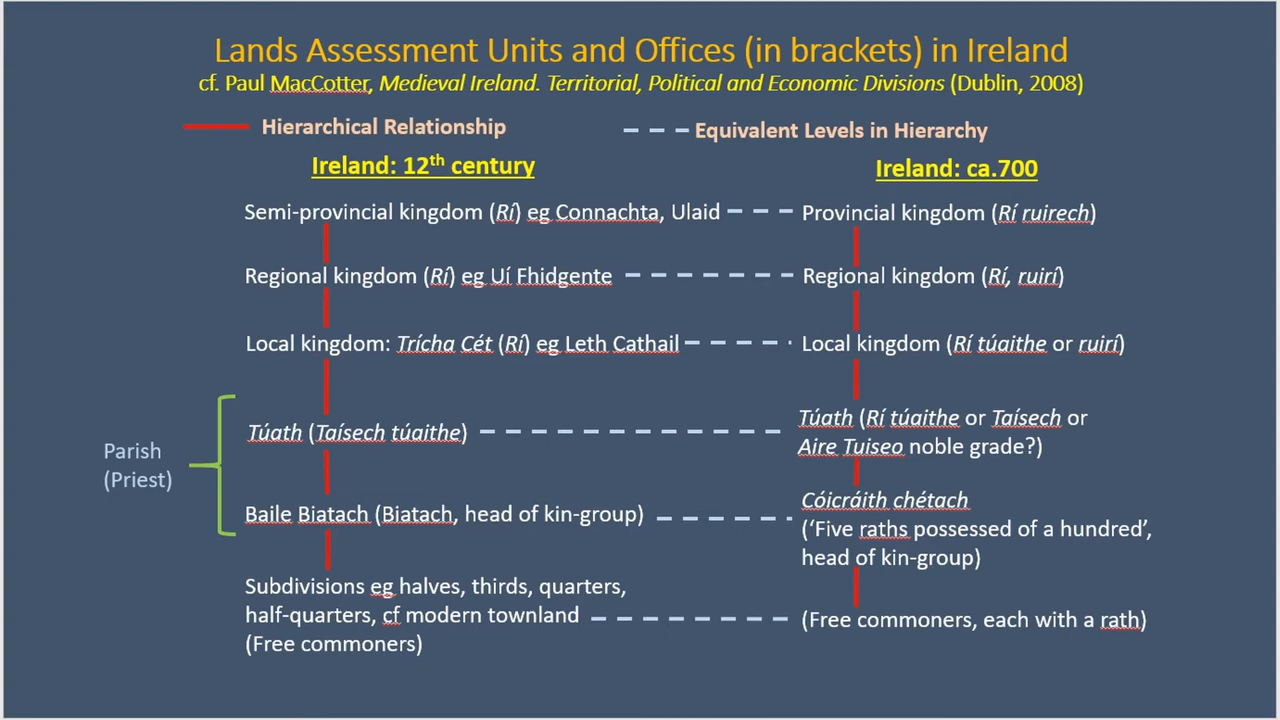 Lands Assessment Units and Offices (in brackets) in Ireland
cf. Paul MacCotter, Medieval Ireland. Territorial, Political and Economic Divisions (Dublin, 2008)
Hierarchical Relationship
Equivalent Levels in Hierarchy
Ireland: 12th century
Ireland: ca.700
Semi-provincial kingdom (Rí) eg Connachta, Ulaid
Provincial kingdom (Rí ruirech)
Regional kingdom (Rí) eg Uí Fhidgente
Regional kingdom (Rí, ruirí)
Local kingdom: Trícha Cét (Rí) eg Leth Cathail
Local kingdom (Rí túaithe or ruirí)
Parish
(Priest)
Túath (Taísech túaithe)
Túath (Rí túaithe or Taísech or
Aire Tuiseo noble grade?)
Baile Biatach (Biatach, head of kin-group)
Cóicráith chétach
(‘Five raths possessed of a hundred’,
head of kin-group)
Subdivisions eg halves, thirds, quarters,
half-quarters, cf modern townland
(Free commoners)
(Free commoners, each with a rath)